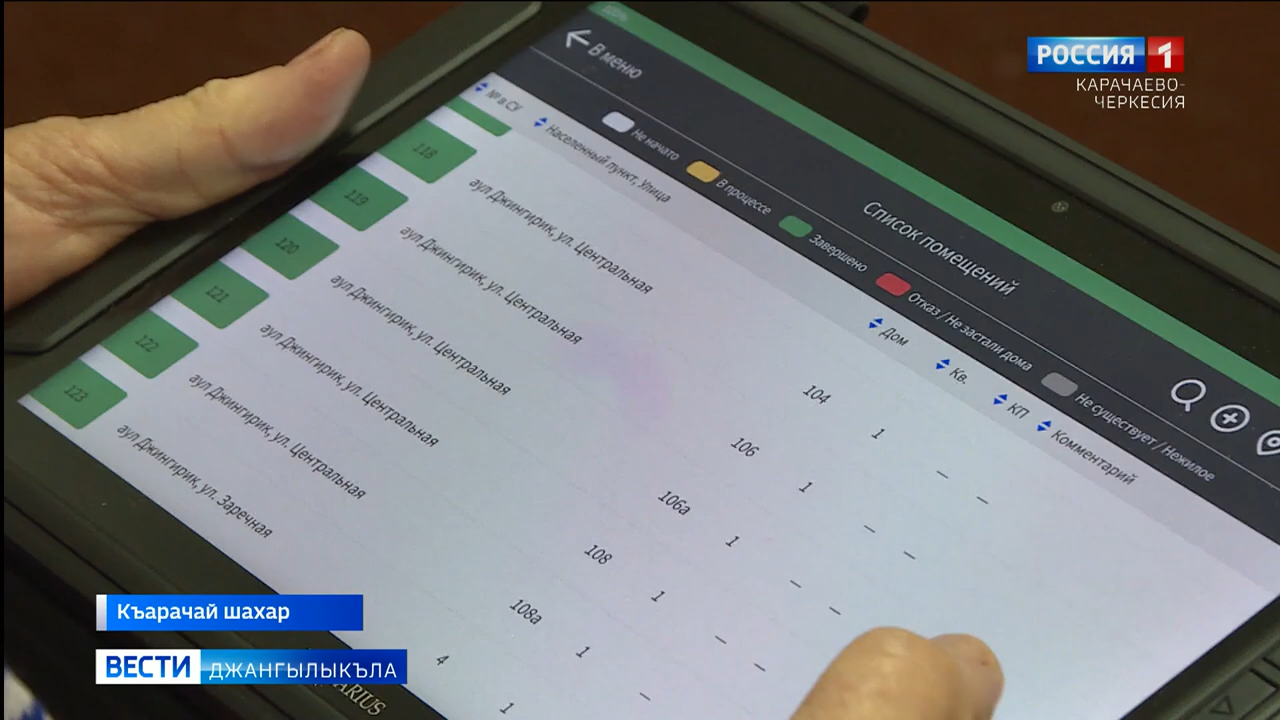 РОССИЯ 1
КАРАЧАЕВО-
ЧЕРКЕСИЯ
В меню
Список помещений
Не начато
В процессе
Завершено
Отказ / Не застали дома
Не существует / Нежилое
№ в СУ
Населенный пункт, Улица
Дом
Кв.
КП
Комментарий
118 аул Джингирик, ул. Центральная 104 1 – –
119 аул Джингирик, ул. Центральная 106 1 – –
120 аул Джингирик, ул. Центральная 106а 1 – –
121 аул Джингирик, ул. Центральная 108 1 – –
122 аул Джингирик, ул. Центральная 108а 1 –
123 аул Джингирик, ул. Заречная 4 1
Къарачай шахар
ВЕСТИ ДЖАНГЫЛЫКЪЛА